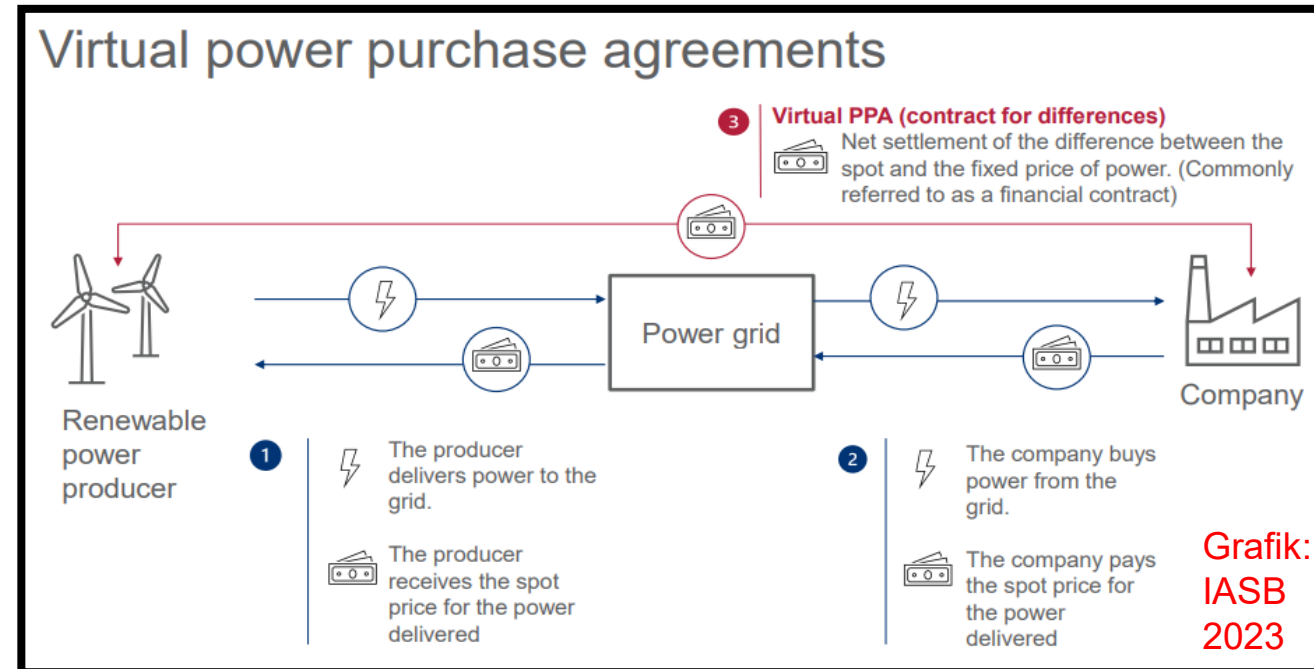 Virtual power purchase agreements
3
Virtual PPA (contract for differences)
Net settlement of the difference between the
spot and the fixed price of power. (Commonly
referred to as a financial contract)
Power grid
Renewable
power
producer
Company
1
The producer
delivers power to the
grid.
The producer
receives the spot
price for the power
delivered
2
The company buys
power from the
grid.
The company pays
the spot price for
the power
delivered
Grafik:
IASB
2023